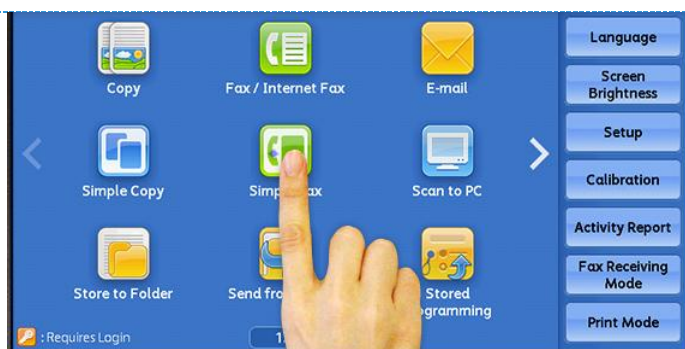 Copy
Fax / Internet Fax
E-mail
Simple Copy
Scan to PC
Store to Folder
Send
Stored
: Requires Login
Language
Screen
Brightness
Setup
Calibration
Activity Report
Fax Receiving
Mode
Print Mode